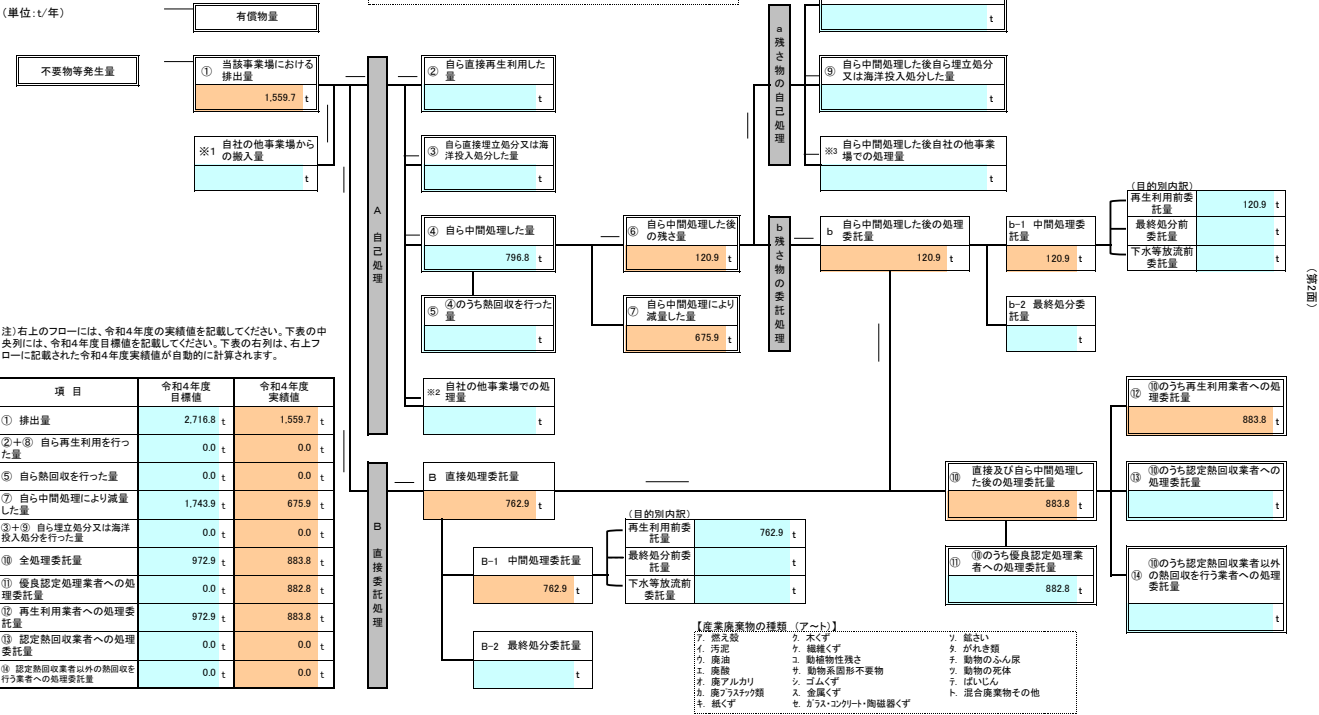 (単位:t/年)
有償物量
t
不要物等発生量
① 当該事業場における
排出量
1,559.7 t
※1 自社の他事業場から
の搬入量
t
A 自己処理
② 自ら直接再生利用した
量
t
③ 自ら直接埋立処分又は海
洋投入処分した量
t
④ 自ら中間処理した量
796.8 t
⑤ ④のうち熱回収を行った
量
t
※2 自社の他事業場での処
理量
t
⑥ 自ら中間処理した後
の残さ量
120.9 t
⑦ 自ら中間処理により
減量した量
675.9 t
a 残さ物の自己処理
⑨ 自ら中間処理した後自ら埋立処分
又は海洋投入処分した量
t
※3 自ら中間処理した後自社の他事業
場での処理量
t
b 残さ物の委託処理
b 自ら中間処理した後の処理
委託量
120.9 t
b-1 中間処理委
託量
120.9 t
b-2 最終処分委
託量
t
(目的別内訳)
再生利用前委
託量
120.9 t
最終処分前
委託量
t
下水等放流前
委託量
t
(第2面)
注)右上のフローには、令和4年度の実績値を記載してください。下表の中
央列には、令和4年度目標値を記載してください。下表の右列は、右上フ
ローに記載された令和4年度実績値が自動的に計算されます。
項 目 令和4年度
目標値 令和4年度
実績値
① 排出量 2,716.8 t 1,559.7 t
②+⑧ 自ら再生利用を行っ
た量 0.0 t 0.0 t
⑤ 自ら熱回収を行った量 0.0 t 0.0 t
⑦ 自ら中間処理により減量
した量 1,743.9 t 675.9 t
③+⑨ 自ら埋立処分又は海洋
投入処分を行った量 0.0 t 0.0 t
⑩ 全処理委託量 972.9 t 883.8 t
⑪ 優良認定処理業者への処
理委託量 0.0 t 882.8 t
⑫ 再生利用業者への処理委
託量 972.9 t 883.8 t
⑬ 認定熱回収業者への処理
委託量 0.0 t 0.0 t
⑭ 認定熱回収業者以外の熱回収を
行う業者への処理委託量 0.0 t 0.0 t
B 直接委託処理
B 直接処理委託量
762.9 t
B-1 中間処理委託量
762.9 t
B-2 最終処分委託量
t
(目的別内訳)
再生利用前委
託量
762.9 t
最終処分前委
託量
t
下水等放流前
委託量
t
⑩ 直接及び自ら中間処理し
た後の処理委託量
883.8 t
⑪ ⑩のうち優良認定処理業
者への処理委託量
882.8 t
⑫ ⑩のうち再生利用業者への処
理委託量
883.8 t
⑬ ⑩のうち認定熱回収業者への
処理委託量
t
⑭ ⑩のうち認定熱回収業者以外
の熱回収を行う業者への処理
委託量
t
【産業廃棄物の種類 (ア~ト)】
ア. 燃え殻 ク. 木くず ソ. 鉱さい
イ. 汚泥 ケ. 繊維くず タ. がれき類
ウ. 廃油 コ. 動植物性残さ チ. 動物のふん尿
エ. 廃酸 サ. 動物系固形不要物 ツ. 動物の死体
オ. 廃アルカリ シ. ゴムくず テ. ばいじん
カ. 廃プラスチック類 ス. 金属くず ト. 混合廃棄物その他
キ. 紙くず セ. ガラス・コンクリート・陶磁器くず